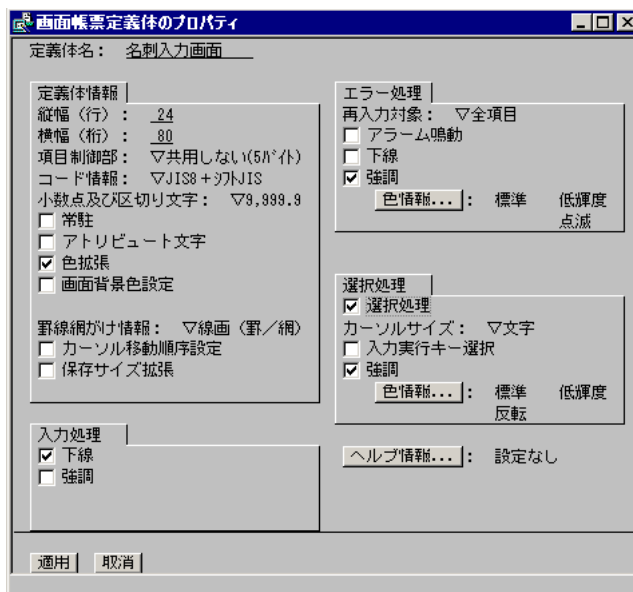 画面帳票定義体のプロパティ
定義体名： 名刺入力画面
定義体情報
縦幅（行）： 24
横幅（桁）： 80
項目制御部： ▽共用しない(5ﾊﾞｲﾄ)
コード情報： ▽JIS8＋ｼﾌﾄJIS
小数点及び区切り文字： ▽9,999.9
常駐
アトリビュート文字
色拡張
画面背景色設定
罫線網がけ情報： ▽線画（罫／網）
カーソル移動順序設定
保存サイズ拡張
入力処理
下線
強調
エラー処理
再入力対象： ▽全項目
アラーム鳴動
下線
強調
色情報...： 標準 低輝度
点滅
選択処理
選択処理
カーソルサイズ： ▽文字
入力実行キー選択
強調
色情報...： 標準 低輝度
反転
ヘルプ情報...： 設定なし
適用 取消